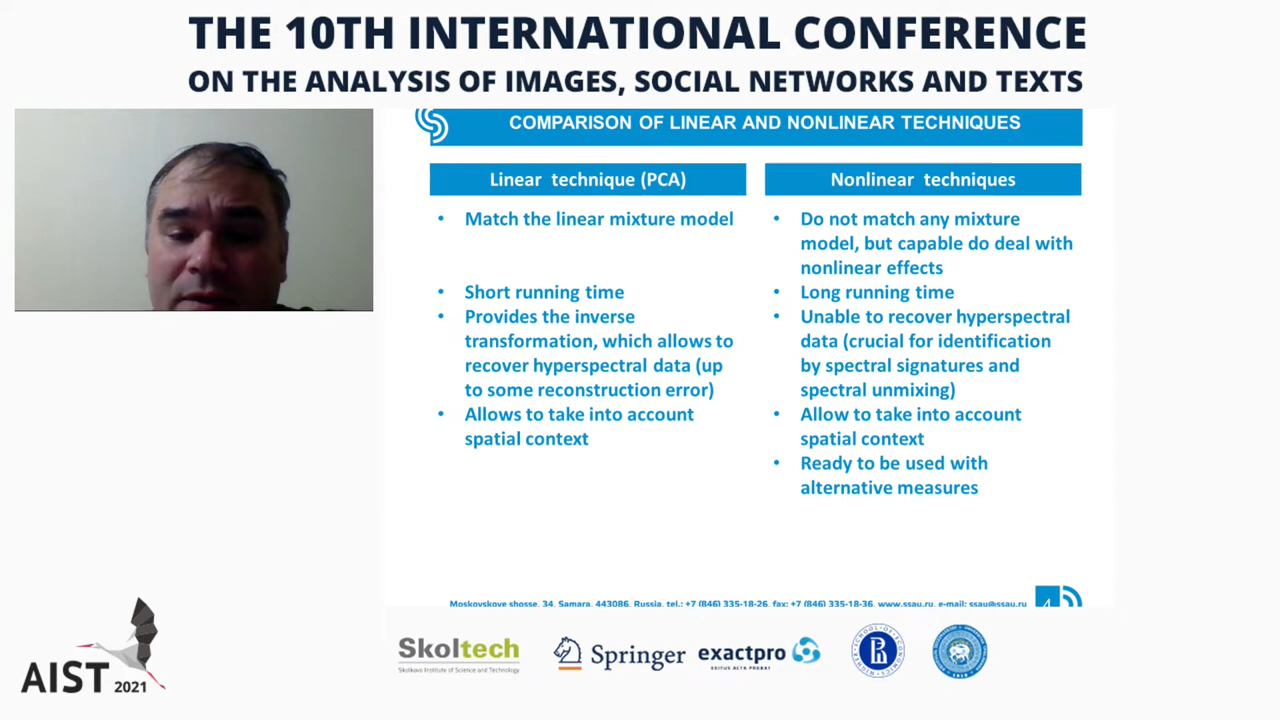 THE 10TH INTERNATIONAL CONFERENCE
ON THE ANALYSIS OF IMAGES, SOCIAL NETWORKS AND TEXTS
COMPARISON OF LINEAR AND NONLINEAR TECHNIQUES
Linear technique (PCA)
• Match the linear mixture model
• Short running time
• Provides the inverse
transformation, which allows to
recover hyperspectral data (up
to some reconstruction error)
• Allows to take into account
spatial context
Nonlinear techniques
• Do not match any mixture
model, but capable do deal with
nonlinear effects
• Long running time
• Unable to recover hyperspectral
data (crucial for identification
by spectral signatures and
spectral unmixing)
• Allow to take into account
spatial context
• Ready to be used with
alternative measures
Moskovskoye shosse, 34, Samara, 443086, Russia, tel.: +7 (846) 335-18-26, fax: +7 (846) 335-18-36, www.ssau.ru, e-mail: ssau@ssau.ru
4
AIST 2021
Skoltech
Skolkovo Institute of Science and Technology
Springer
exactpro
EXITUS ACTA PROBAT